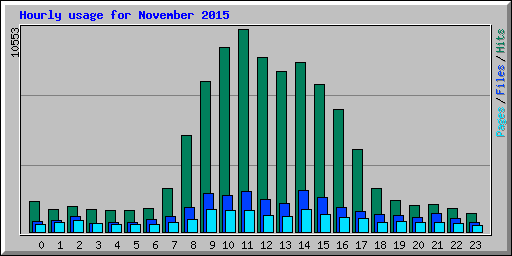 Hourly usage for November 2015
10553
Pages/Files/Hits
0 1 2 3 4 5 6 7 8 9 10 11 12 13 14 15 16 17 18 19 20 21 22 23